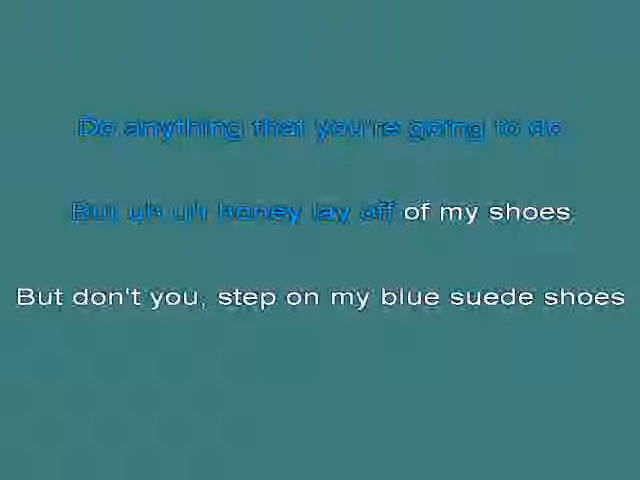 Do anything that you're going to do
But uh uh honey lay off of my shoes
But don't you, step on my blue suede shoes